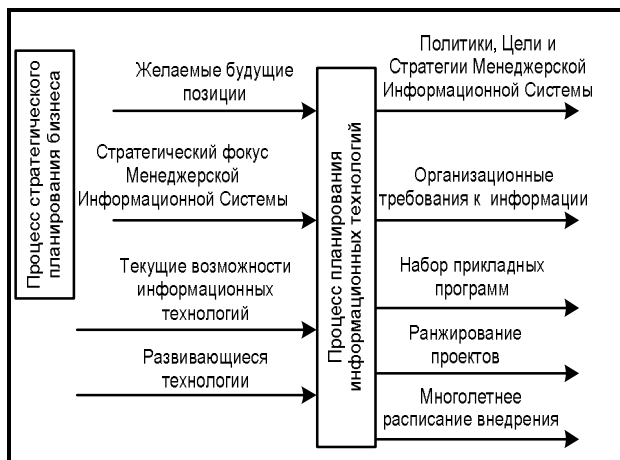 Процесс стратегического
планирования бизнеса
Желаемые будущие
позиции
Стратегический фокус
Менеджерской
Информационной Системы
Текущие возможности
информационных
технологий
Развивающиеся
технологии
Процесс планирования
информационных технологий
Политики, Цели и
Стратегии Менеджерской
Информационной Системы
Организационные
требования к информации
Набор прикладных
программ
Ранжирование
проектов
Многолетнее
расписание внедрения